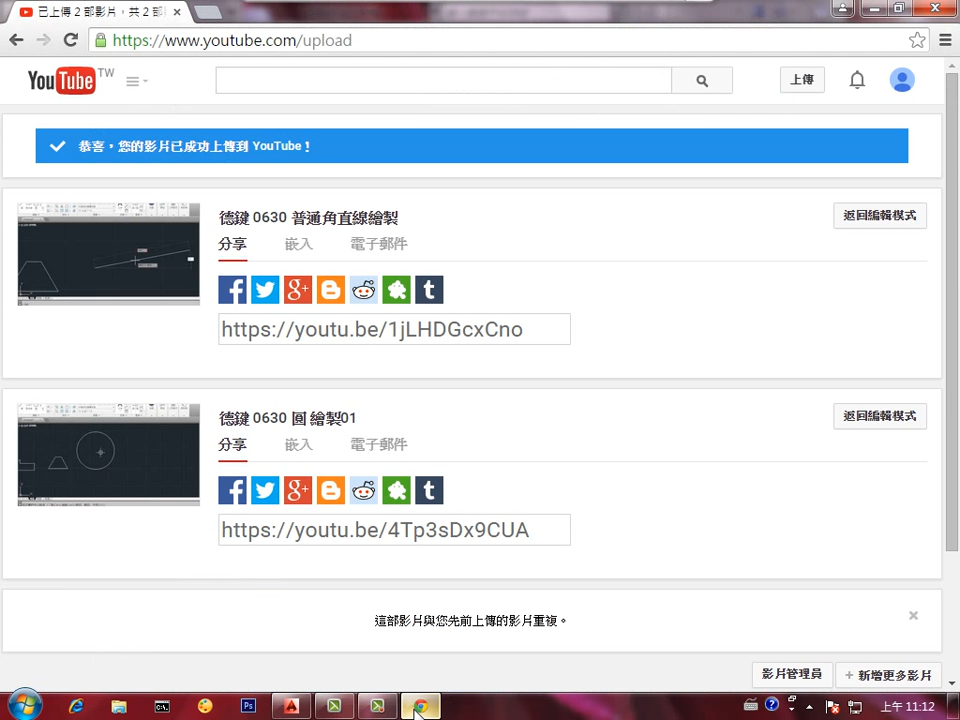 已上傳 2 部影片，共 2 部
https://www.youtube.com/upload
YouTube TW
上傳
恭喜，您的影片已成功上傳到 YouTube！
德鍵 0630 普通角直線繪製
返回編輯模式
分享 嵌入 電子郵件
https://youtu.be/1jLHDGcxCno
德鍵 0630 圓 繪製01
返回編輯模式
分享 嵌入 電子郵件
https://youtu.be/4Tp3sDx9CUA
這部影片與您先前上傳的影片重複。
影片管理員
+ 新增更多影片
上午 11:12